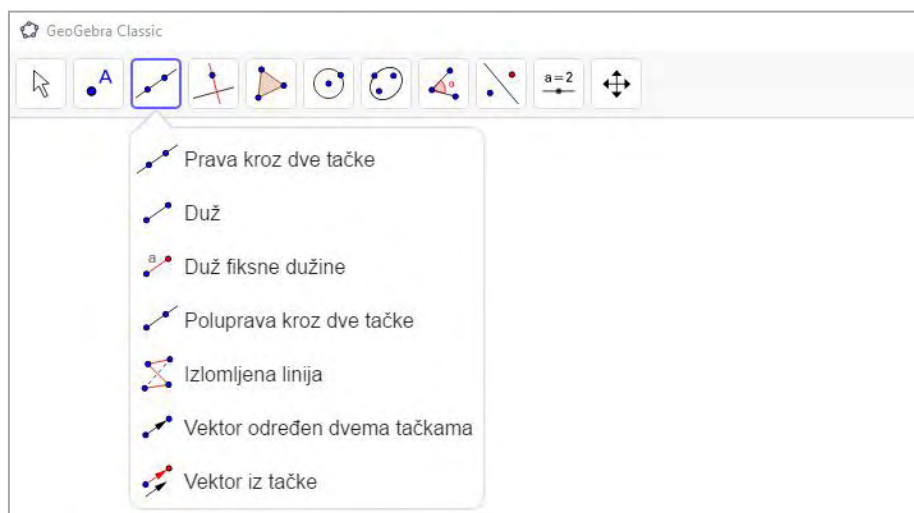 GeoGebra Classic
A
α
a=2
Prava kroz dve tačke
Duž
a
Duž fiksne dužine
Poluprava kroz dve tačke
Izlomljena linija
Vektor određen dvema tačkama
Vektor iz tačke